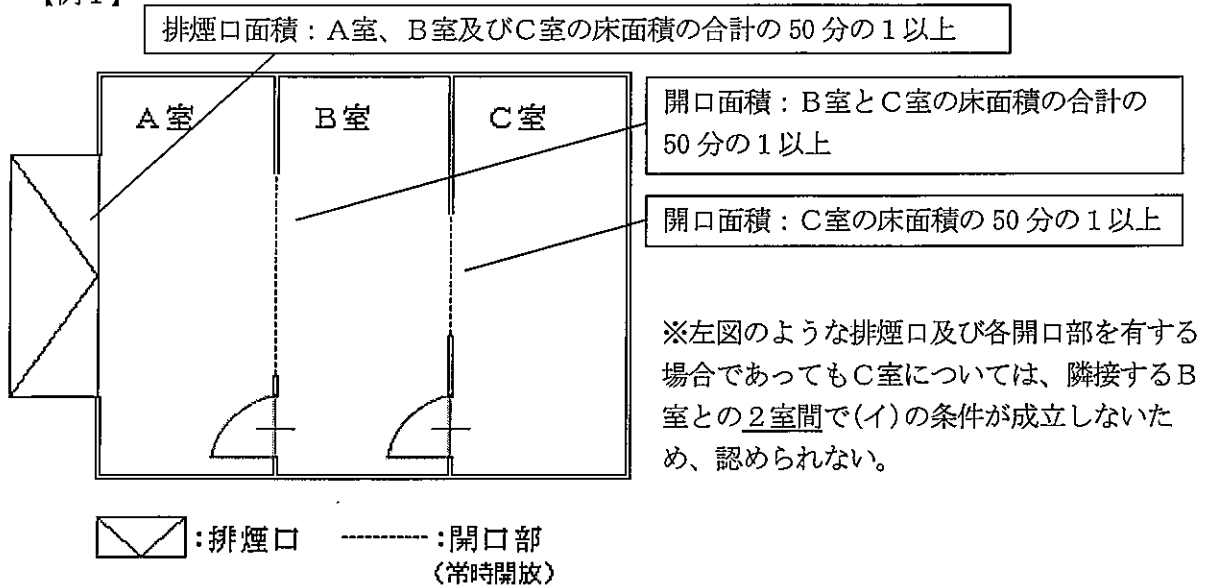 【例1】
排煙口面積：A室、B室及びC室の床面積の合計の 50 分の１以上
A室
B室
C室
開口面積：B室とC室の床面積の合計の
50 分の１以上
開口面積：C室の床面積の 50 分の１以上
※左図のような排煙口及び各開口部を有する
場合であってもC室については、隣接するB
室との２室間で(イ)の条件が成立しないた
め、認められない。
：排煙口
：開口部
（常時開放）